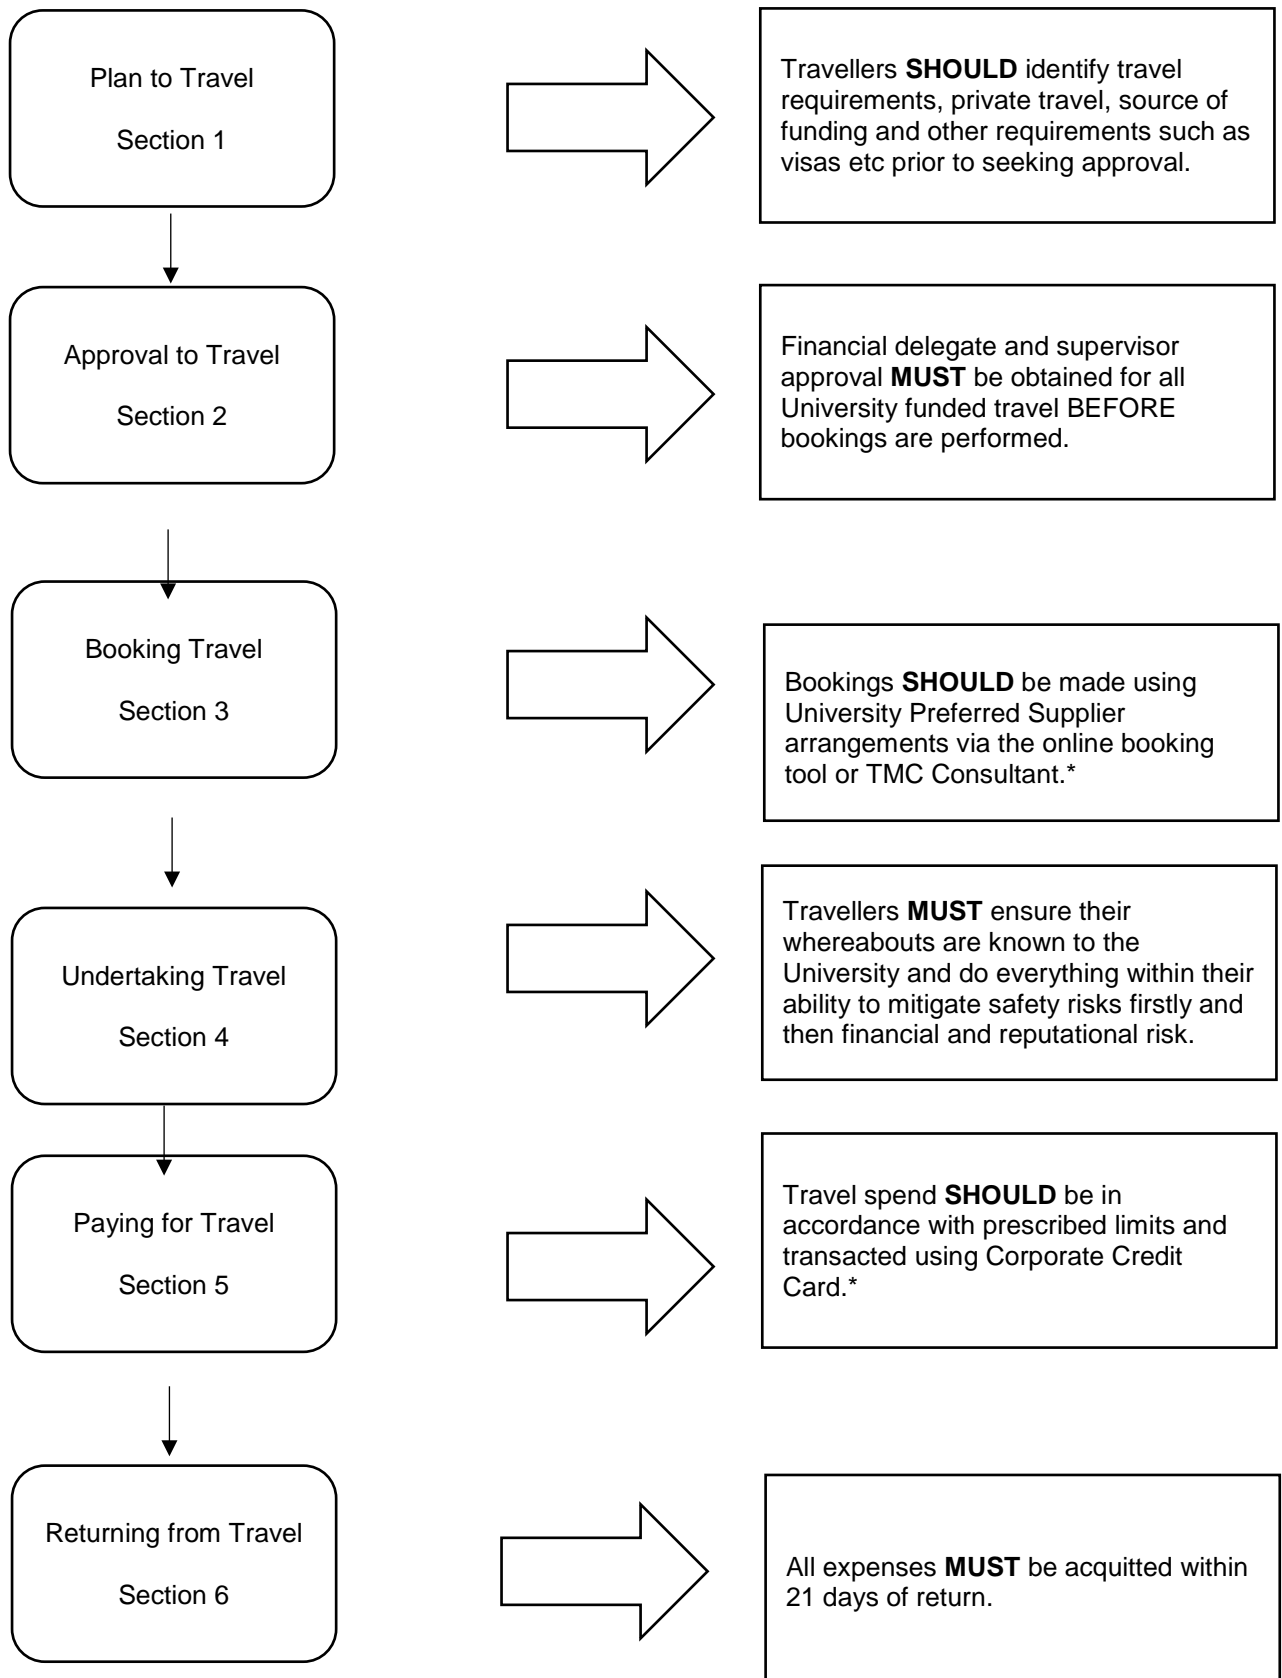 Plan to Travel
Section 1
Travellers SHOULD identify travel
requirements, private travel, source of
funding and other requirements such as
visas etc prior to seeking approval.
Approval to Travel
Section 2
Financial delegate and supervisor
approval MUST be obtained for all
University funded travel BEFORE
bookings are performed.
Booking Travel
Section 3
Bookings SHOULD be made using
University Preferred Supplier
arrangements via the online booking
tool or TMC Consultant.*
Undertaking Travel
Section 4
Travellers MUST ensure their
whereabouts are known to the
University and do everything within their
ability to mitigate safety risks firstly and
then financial and reputational risk.
Paying for Travel
Section 5
Travel spend SHOULD be in
accordance with prescribed limits and
transacted using Corporate Credit
Card.*
Returning from Travel
Section 6
All expenses MUST be acquitted within
21 days of return.